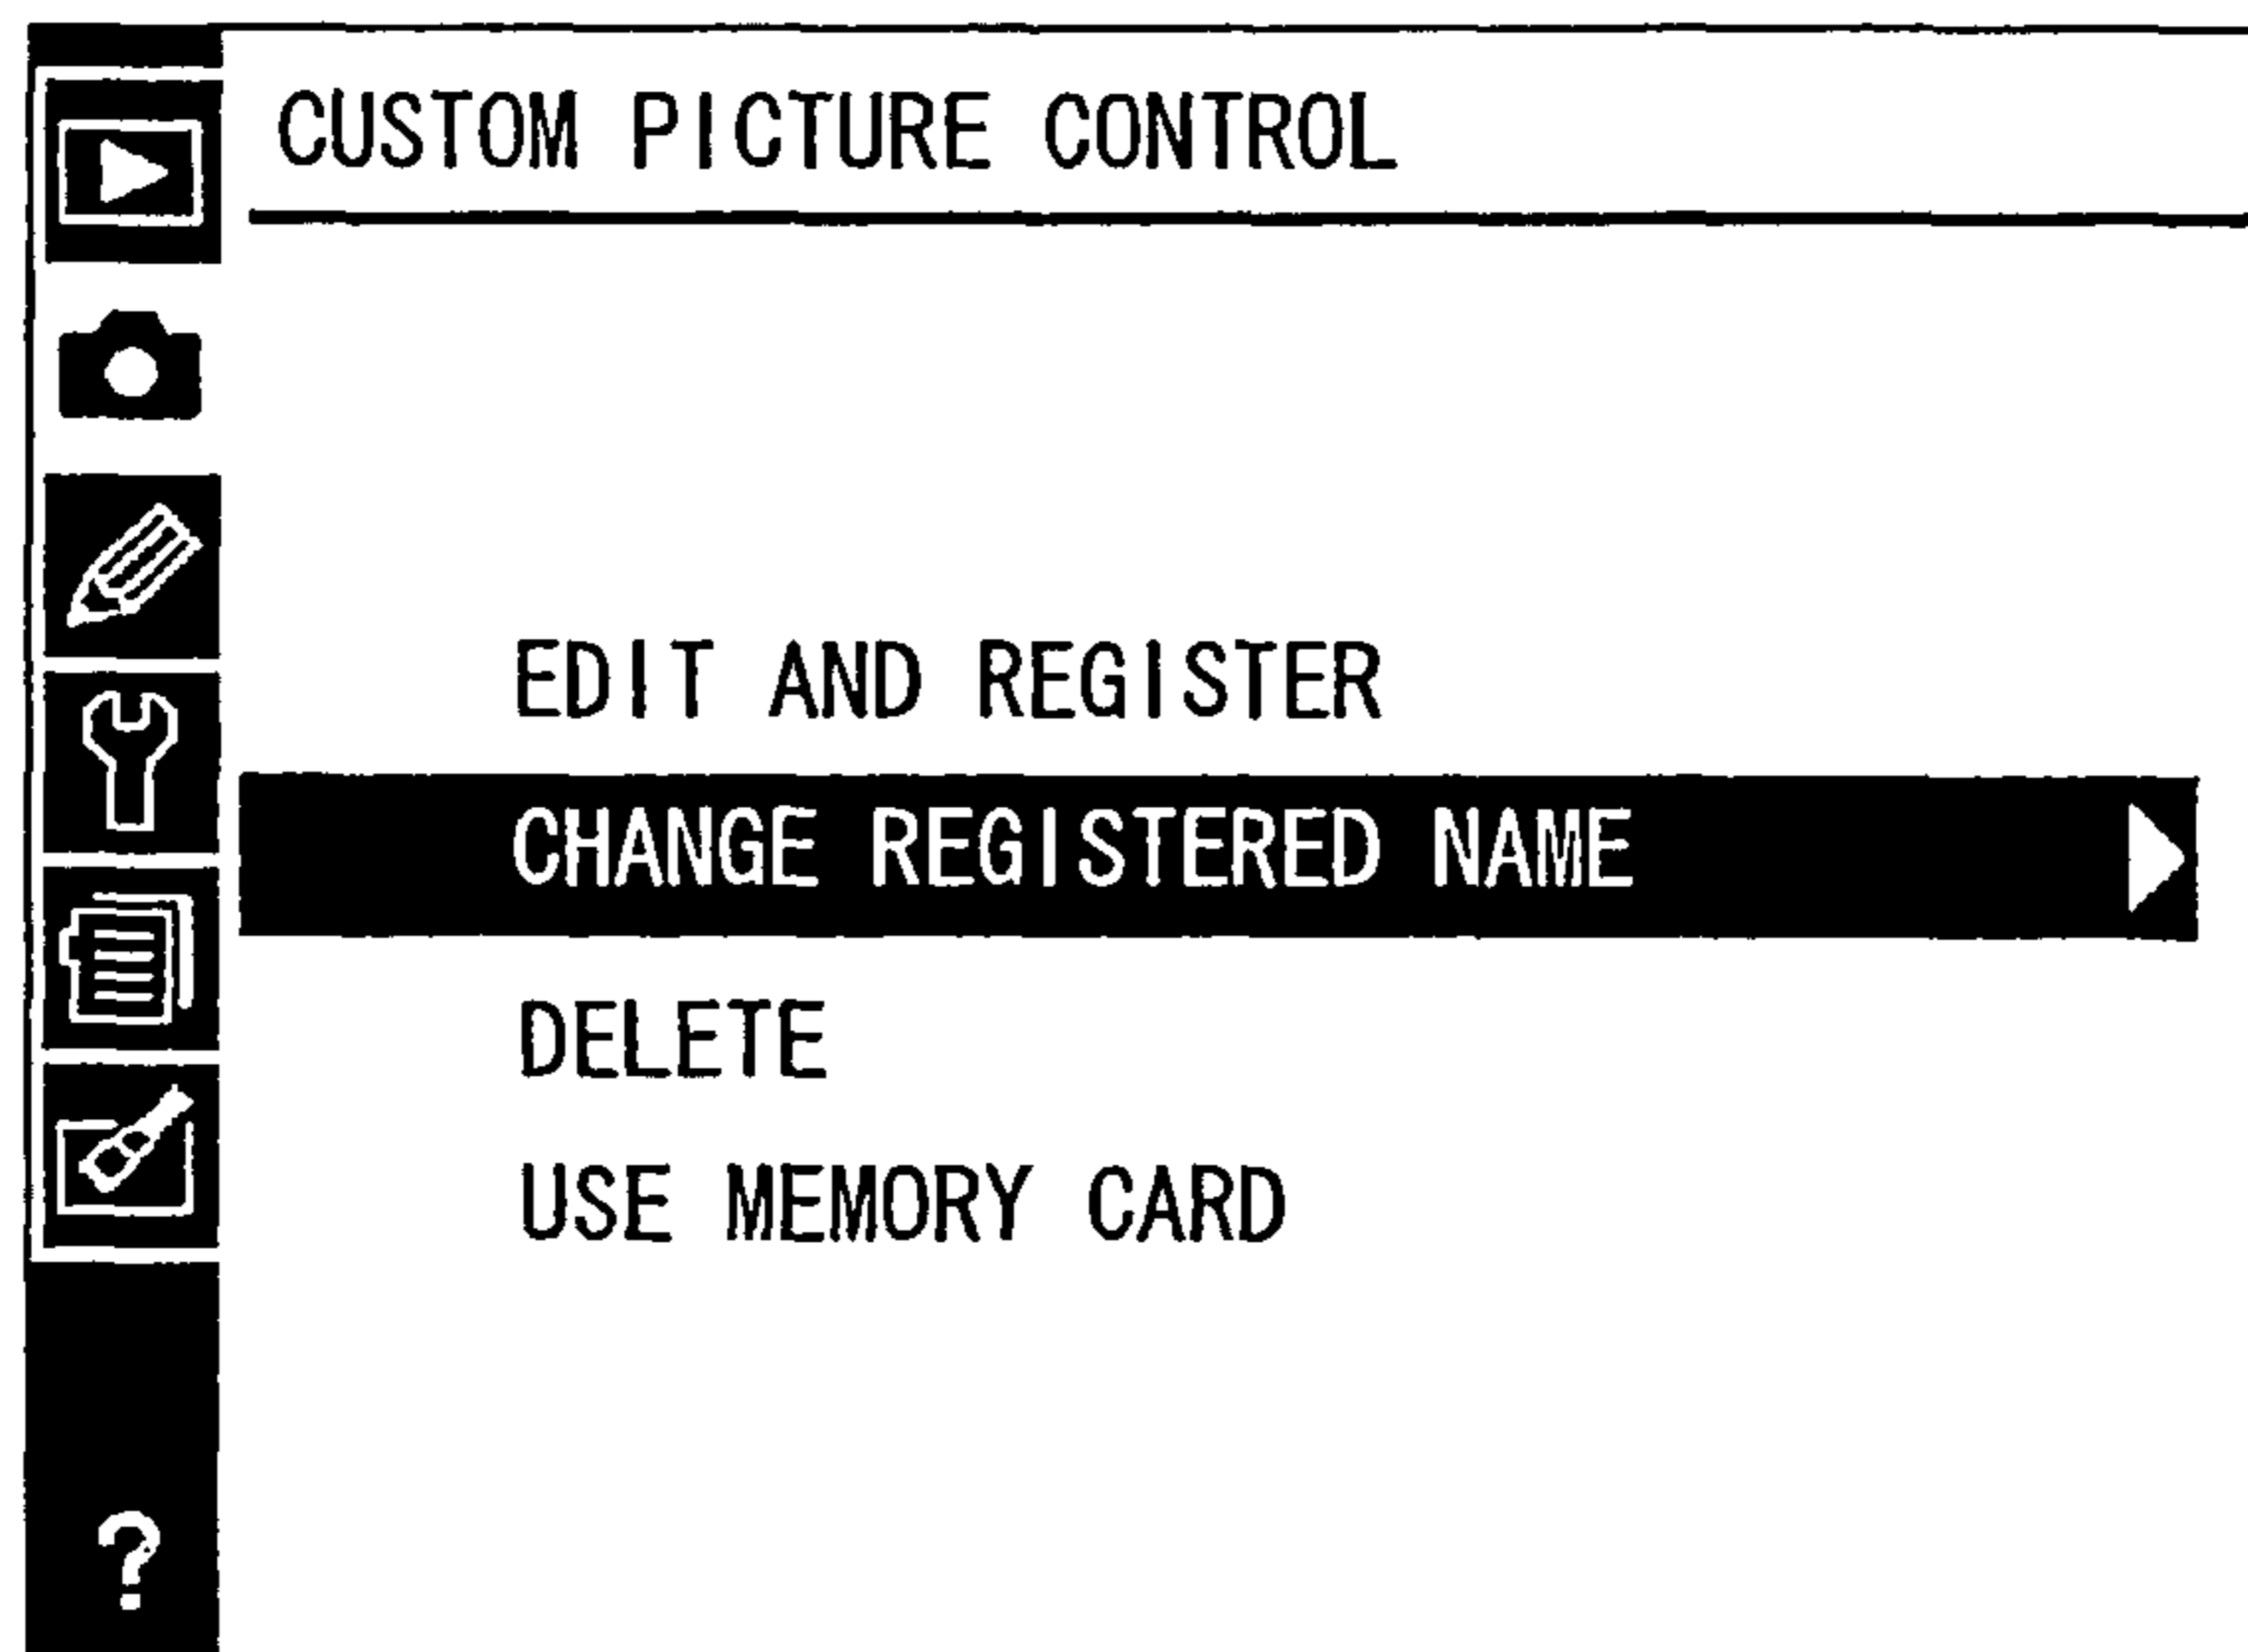 CUSTOM PICTURE CONTROL
EDIT AND REGISTER
CHANGE REGISTERED NAME
DELETE
USE MEMORY CARD
?